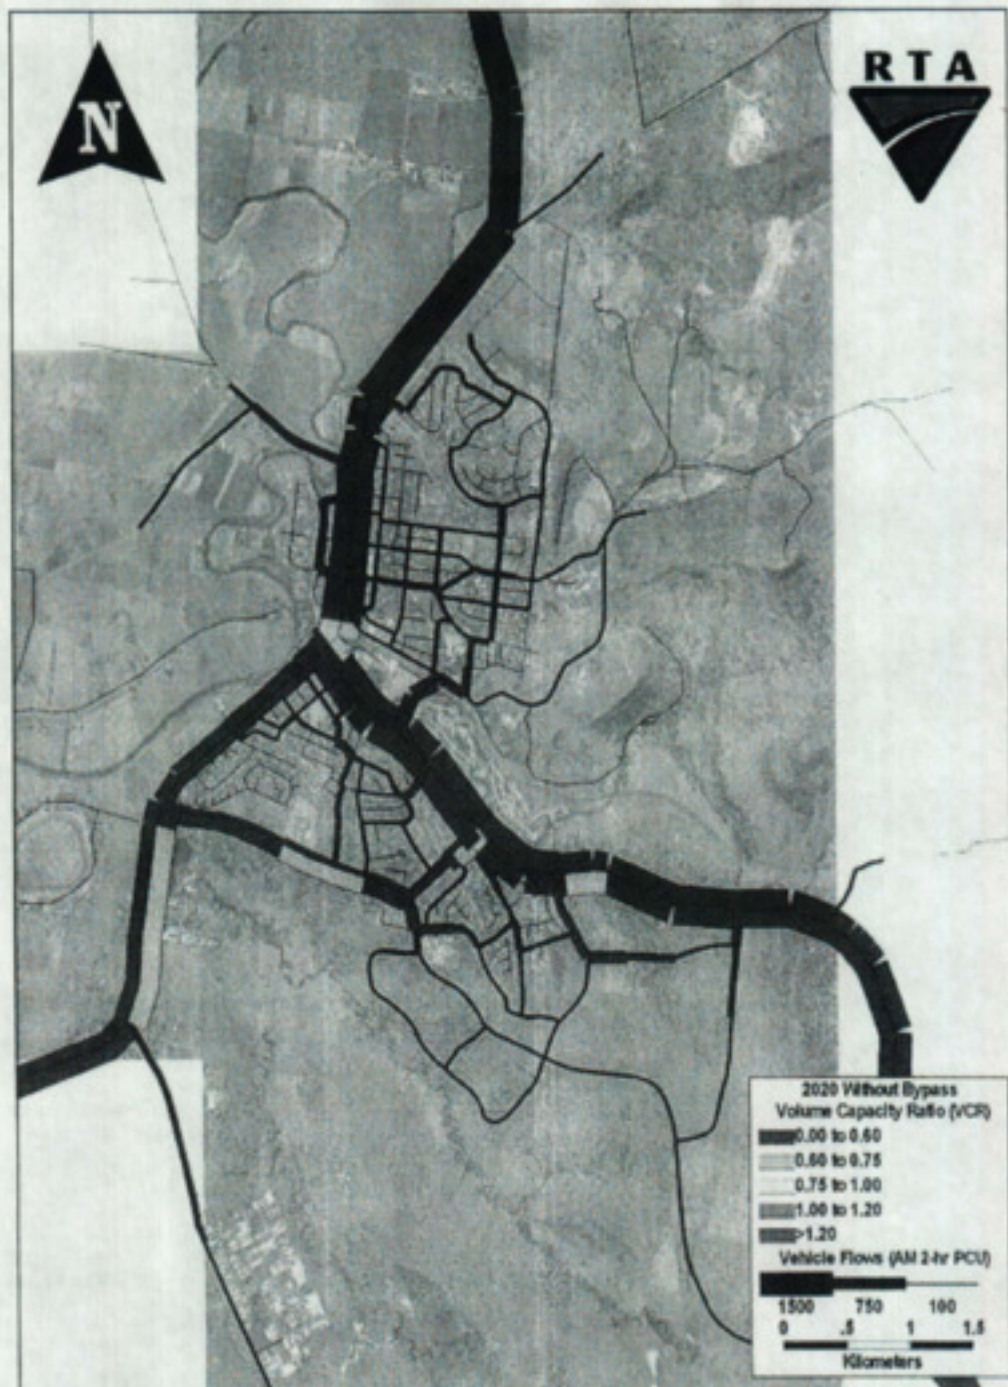 N
RTA
2020 Without Bypass
Volume Capacity Ratio (VCR)
0.00 to 0.60
0.60 to 0.75
0.75 to 1.00
1.00 to 1.20
>1.20
Vehicle Flows (AM 2-hr PCU)
1500 750 100
0 .5 1 1.5
Kilometers